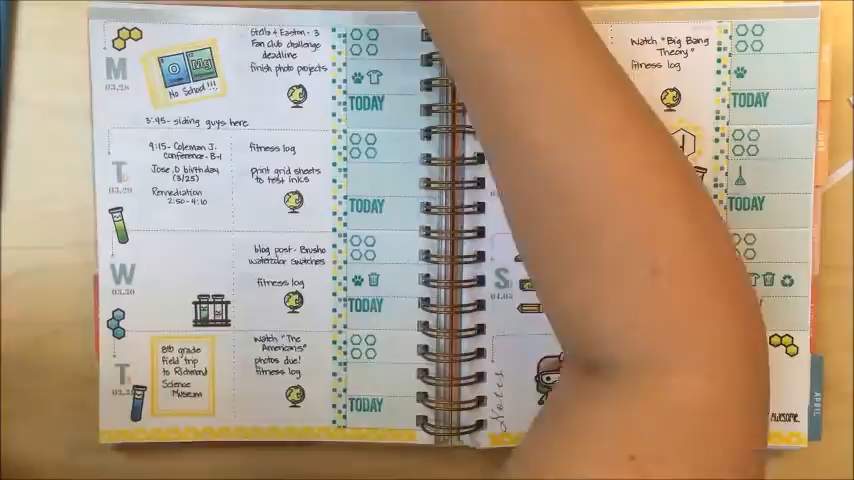 M
03.28
O
Mg
No School!!!
3:45- siding guys here
Stella + Easton - 3
Fan Club challenge
deadline
finish photo projects
TODAY
T
03.29
9:15- Coleman J.
Conference- B-1
Jose O birthday
(3/25)
Remediation
2:50-4:10
fitness log
print grid sheets
to test inks
TODAY
W
03.30
blog post - Brusho
watercolor swatches
fitness log
TODAY
T
8th grade
field trip
to Richmond
Science
Museum
watch "The
Americans"
photos due!
fitness log
TODAY
watch "Big Bang
Theory"
fitness log
TODAY
TODAY
S
Notes
AWESOME.
APRIL